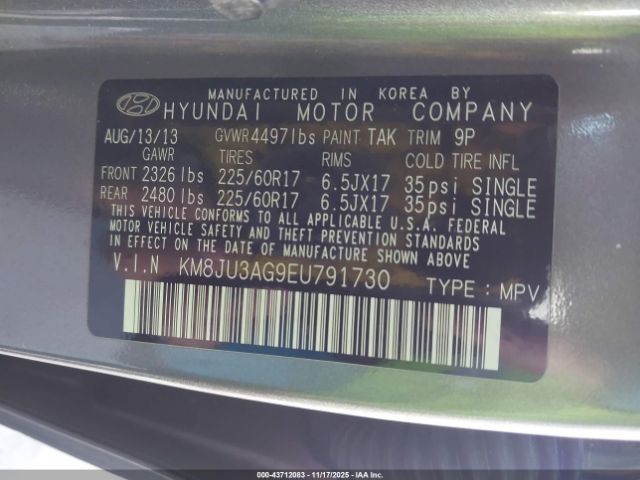 MANUFACTURED IN KOREA BY
HYUNDAI MOTOR COMPANY
AUG/13/13 GVWR 4497lbs PAINT TAK TRIM 9P
GAWR TIRES RIMS COLD TIRE INFL
FRONT 2326 lbs 225/60R17 6.5JX17 35psi SINGLE
REAR 2480 lbs 225/60R17 6.5JX17 35psi SINGLE
THIS VEHICLE CONFORMS TO ALL APPLICABLE U.S.A. FEDERAL
MOTOR VEHICLE SAFETY AND THEFT PREVENTION STANDARDS
IN EFFECT ON THE DATE OF MANUFACTURE SHOWN ABOVE.
V.I.N KM8JU3AG9EU791730 TYPE : MPV
000-43712083 - 11/17/2025 - IAAI.COM